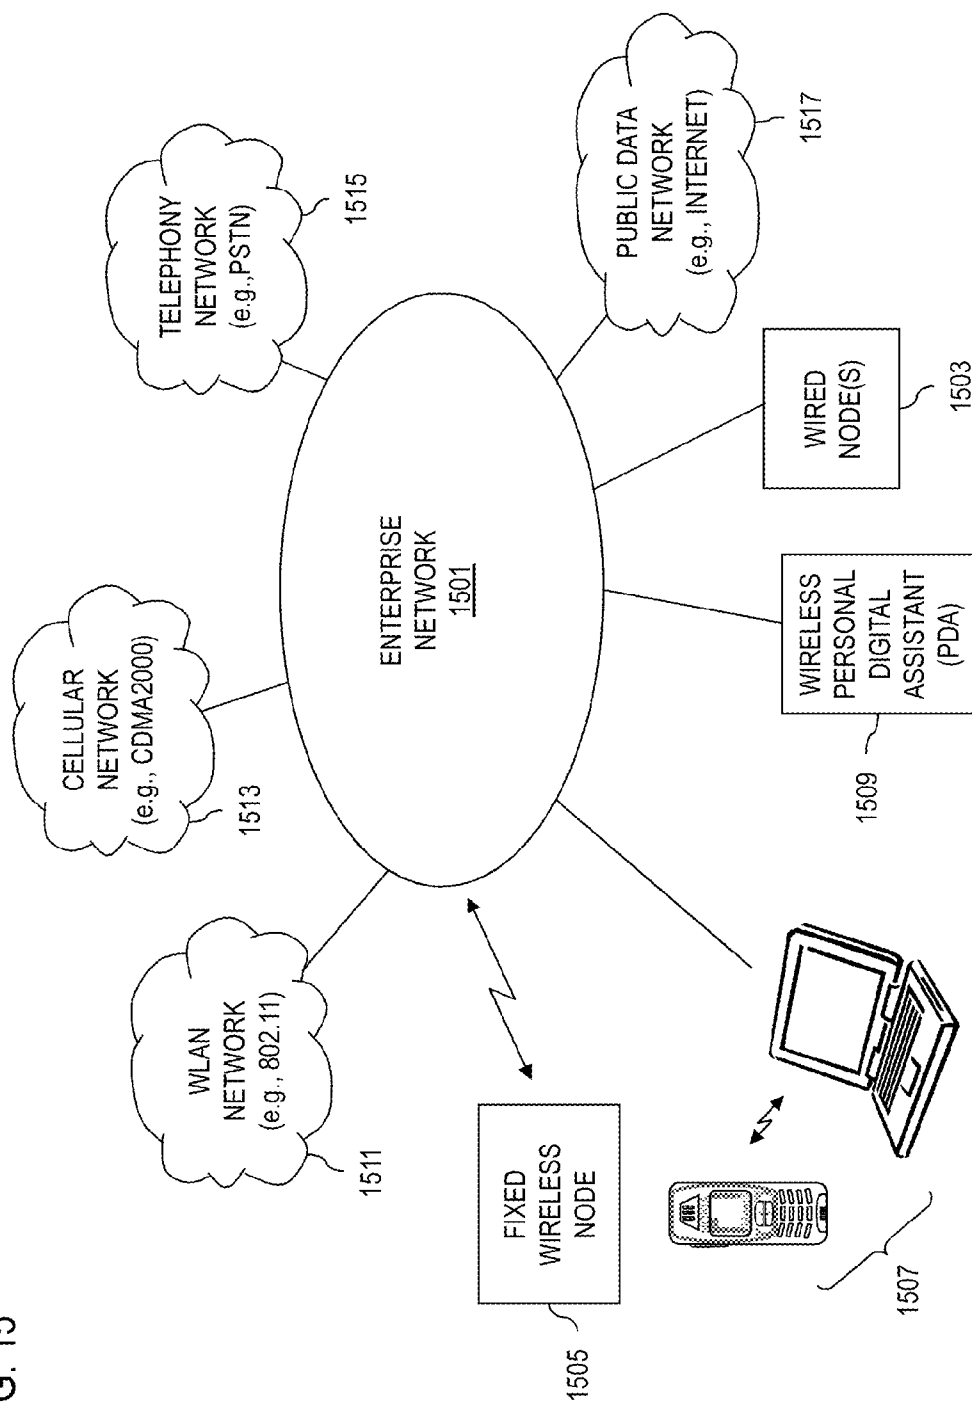 G. 15
CELLULAR
NETWORK
(e.g., CDMA2000)
1513
WLAN
NETWORK
(e.g., 802.11)
1511
TELEPHONY
NETWORK
(e.g.,PSTN)
1515
ENTERPRISE
NETWORK
1501
FIXED
WIRELESS
NODE
1505
PUBLIC DATA
NETWORK
(e.g., INTERNET)
1517
1507
WIRELESS
PERSONAL
DIGITAL
ASSISTANT
(PDA)
1509
WIRED
NODE(S)
1503